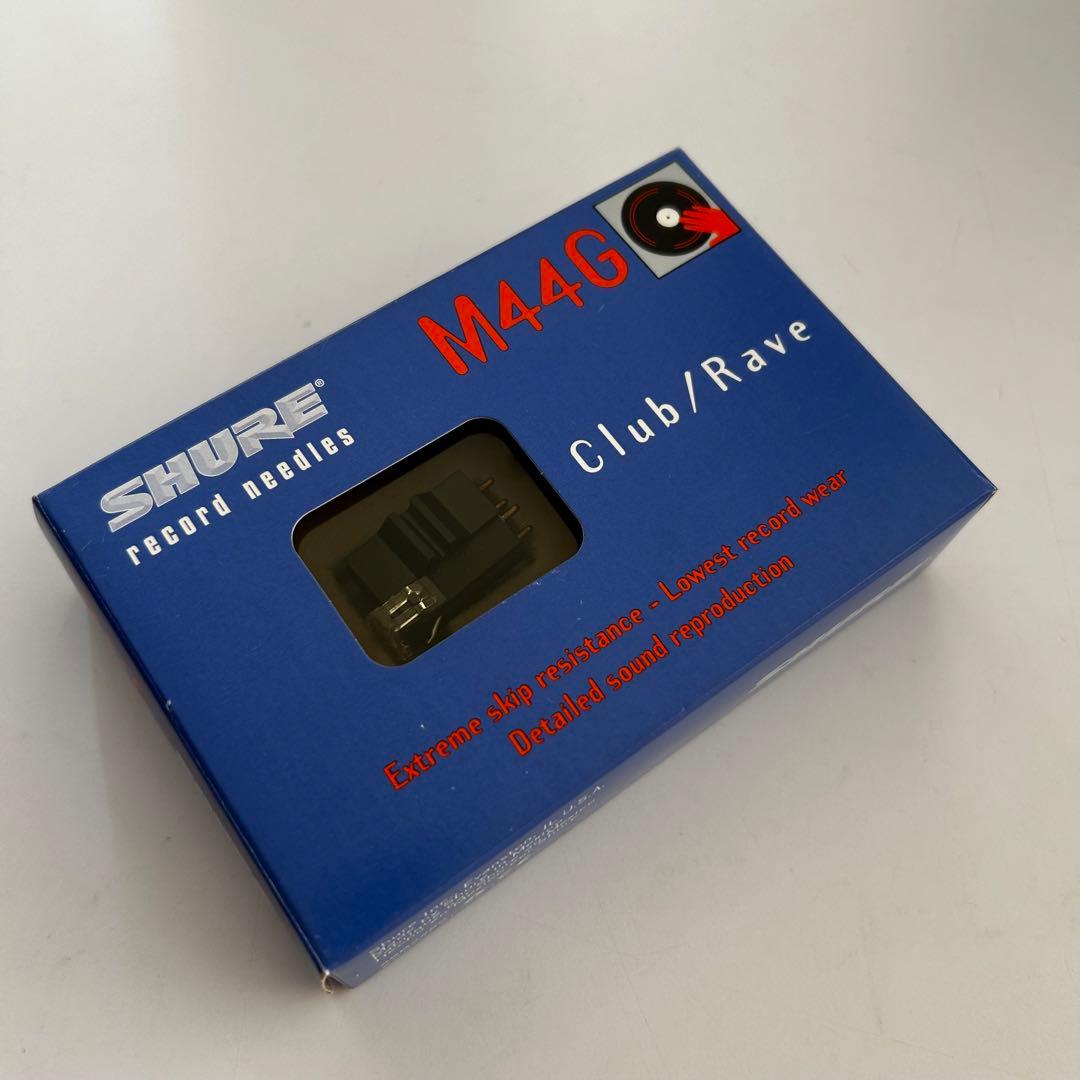 SHURE®
record needles
M44G
Club/Rave
Extreme skip resistance - Lowest record wear
Detailed sound reproduction
U.S.A.